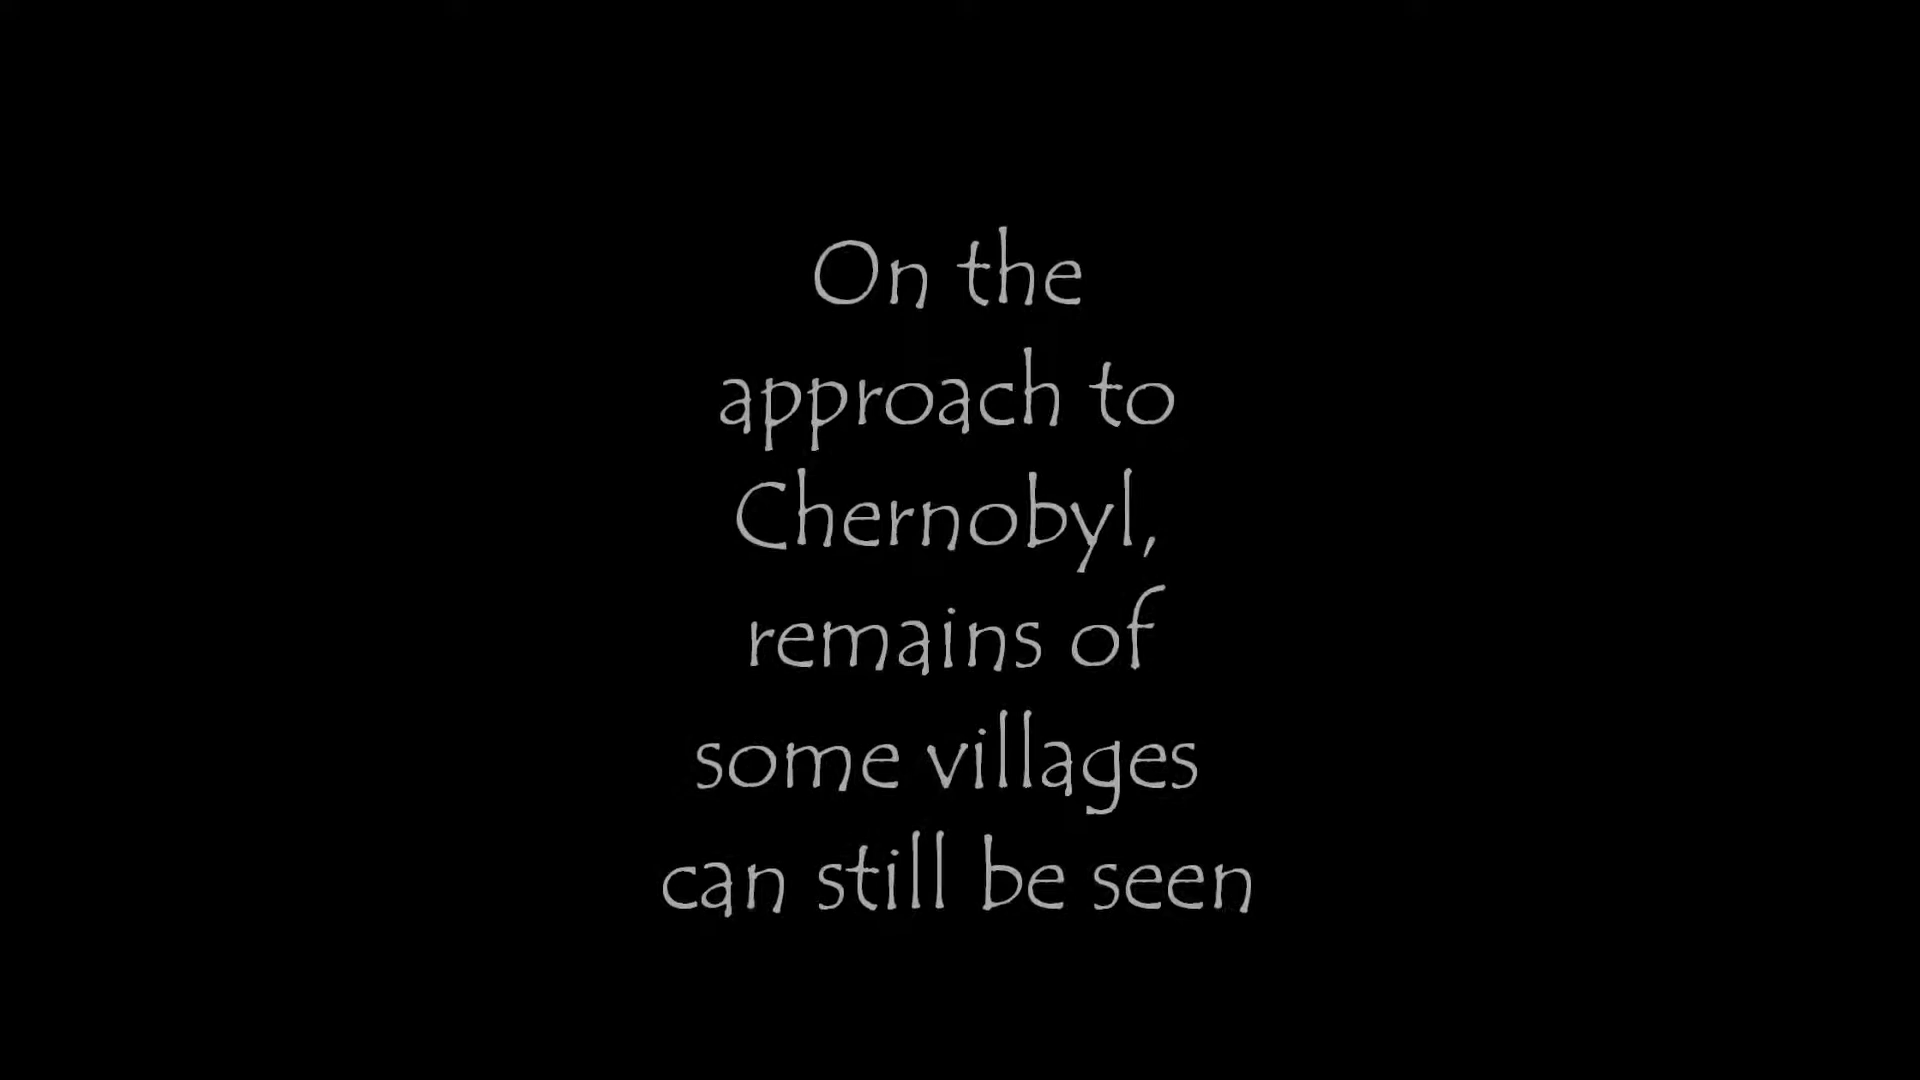 On the
approach to
Chernobyl,
remains of
some villages
can still be seen